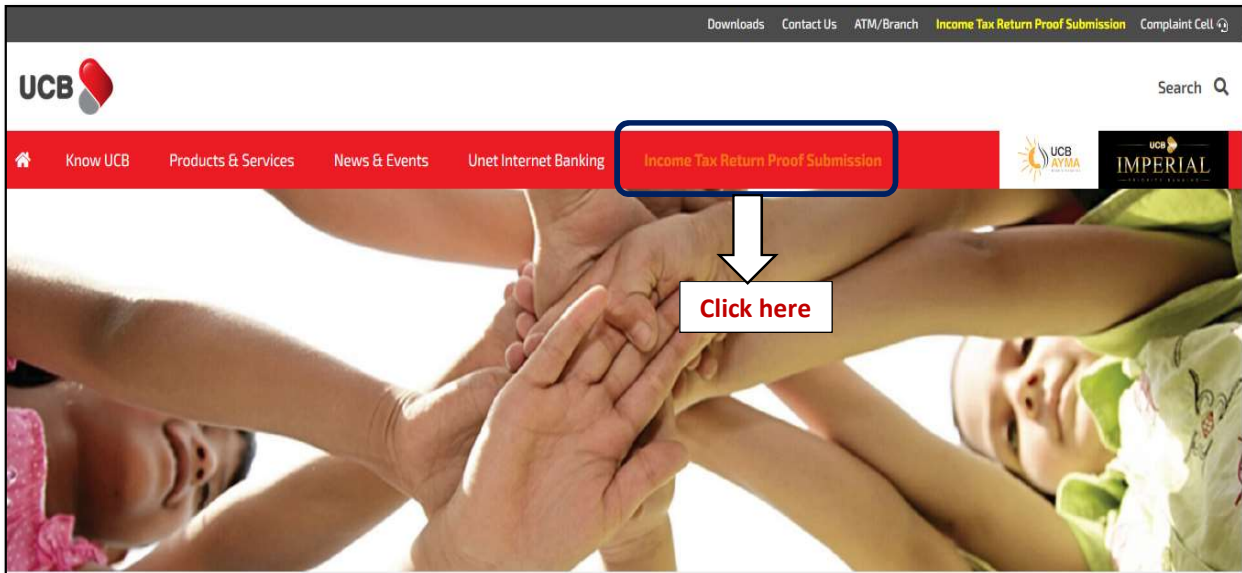 Downloads Contact Us ATM/Branch Income Tax Return Proof Submission Complaint Cell
UCB
Search
Know UCB Products & Services News & Events Unet Internet Banking Income Tax Return Proof Submission
UCB
AYMA
UCB
IMPERIAL
Click here